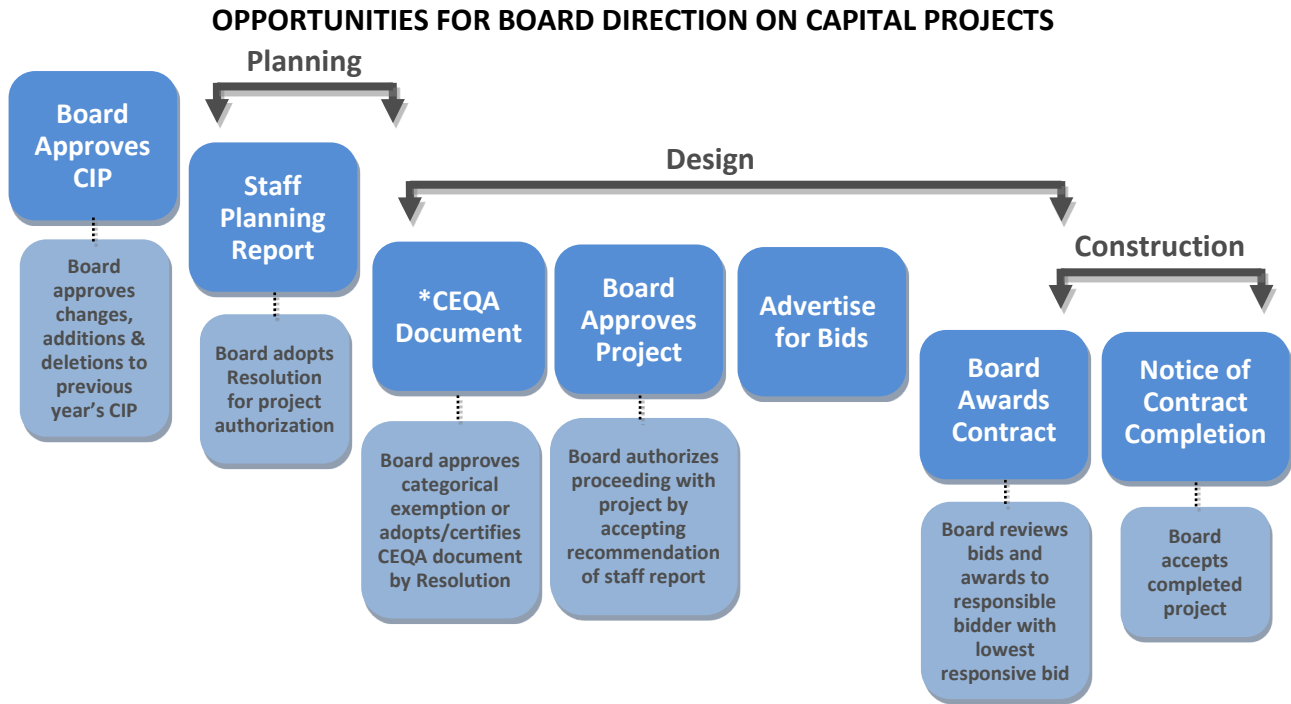 OPPORTUNITIES FOR BOARD DIRECTION ON CAPITAL PROJECTS
Planning
Board
Approves
CIP
Board
approves
changes,
additions &
deletions to
previous
year’s CIP
Staff
Planning
Report
Board adopts
Resolution
for project
authorization
Design
*CEQA
Document
Board approves
categorical
exemption or
adopts/certifies
CEQA document
by Resolution
Board
Approves
Project
Board authorizes
proceeding with
project by
accepting
recommendation
of staff report
Advertise
for Bids
Construction
Board
Awards
Contract
Board reviews
bids and
awards to
responsible
bidder with
lowest
responsive bid
Notice of
Contract
Completion
Board
accepts
completed
project